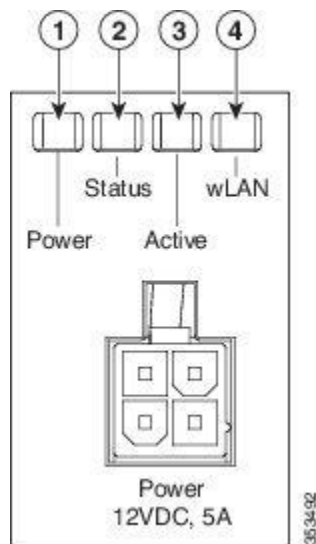 1 2 3 4
Status wLAN
Power Active
Power
12VDC, 5A
353492